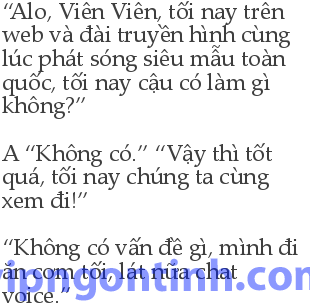 “Alo, Viên Viên, tối nay trên
web và đài truyền hình cùng
lúc phát sóng siêu mẫu toàn
quốc, tối nay cậu có làm gì
không?”
A “Không có.” “Vậy thì tốt
quá, tối nay chúng ta cùng
xem đi!”
“Không có vấn đề gì, mình đi
ăn cơm tối, lát nữa chat
voice.”
vipngontinh.com